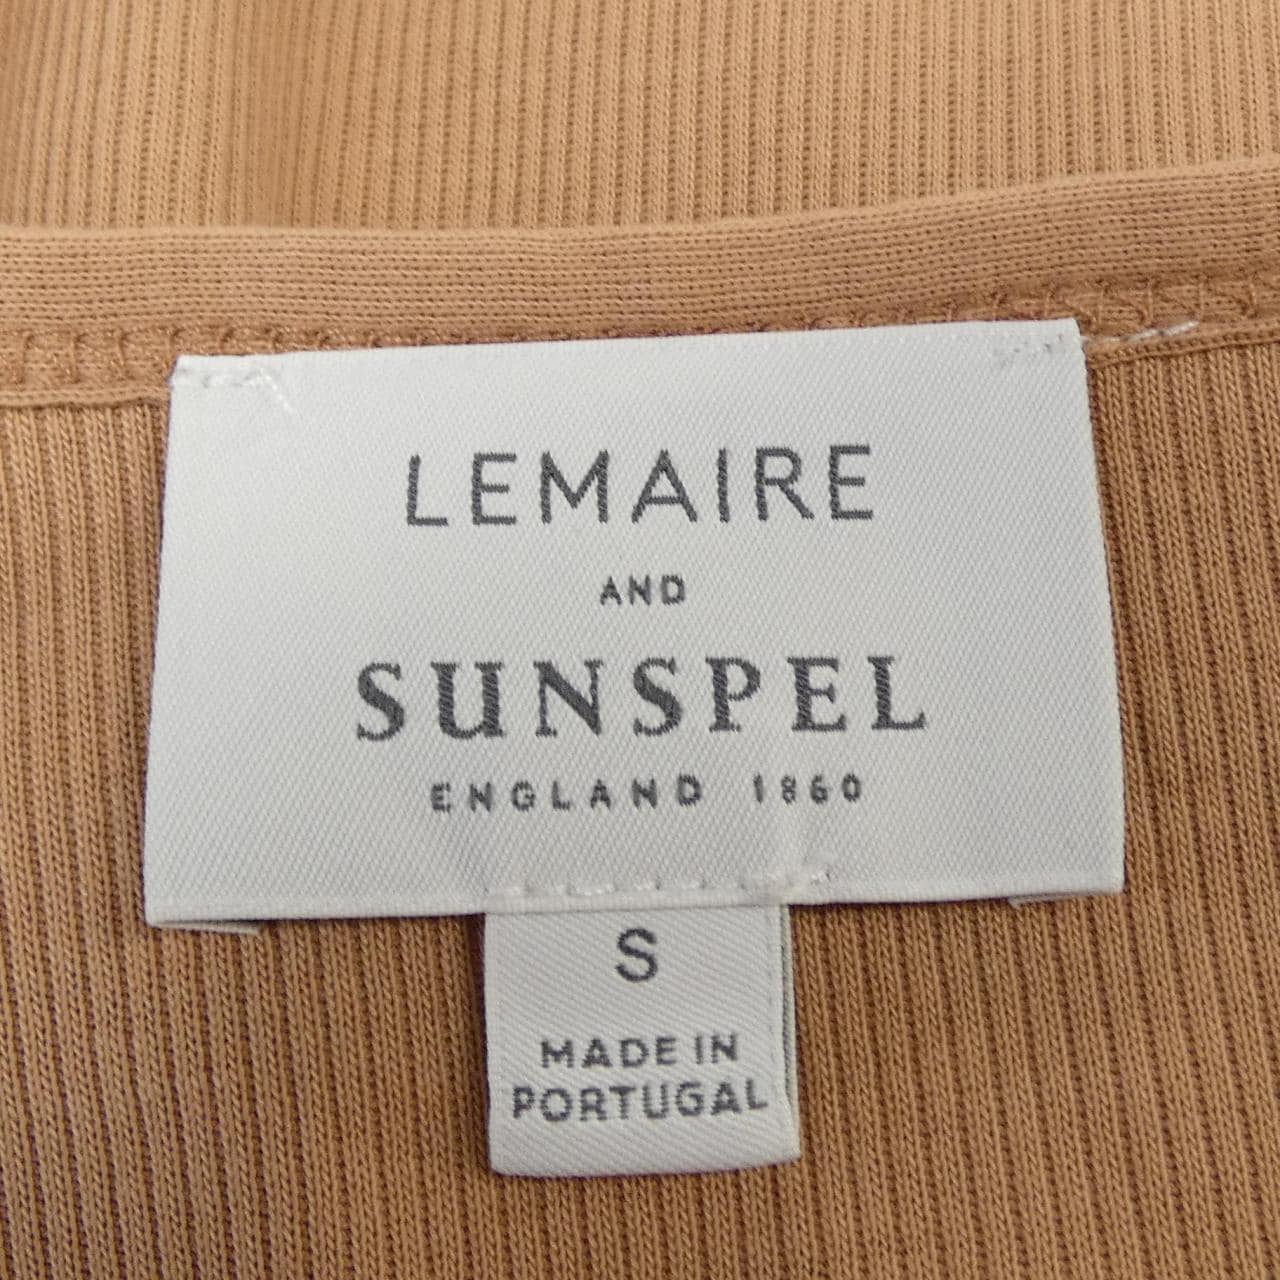 LEMAIRE
AND
SUNSPEL
ENGLAND 1860
S
MADE IN
PORTUGAL